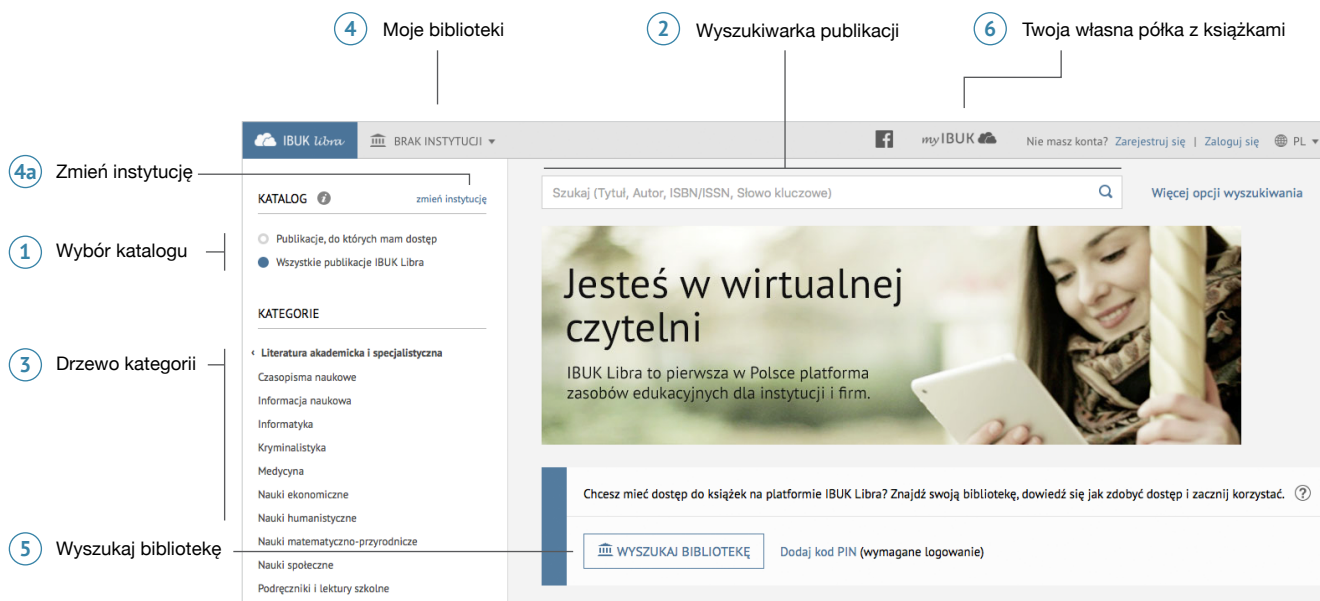 4 Moje biblioteki
2 Wyszukiwarka publikacji
6 Twoja własna półka z książkami
IBUK libra
BRAK INSTYTUCJI
f
myIBUK
Nie masz konta? Zarejestruj się | Zaloguj się
PL
4a Zmień instytucję
KATALOG i
zmień instytucję
Szukaj (Tytuł, Autor, ISBN/ISSN, Słowo kluczowe)
Więcej opcji wyszukiwania
1 Wybór katalogu
Publikacje, do których mam dostęp
Wszystkie publikacje IBUK Libra
Jesteś w wirtualnej
czytelni
IBUK Libra to pierwsza w Polsce platforma
zasobów edukacyjnych dla instytucji i firm.
KATEGORIE
3 Drzewo kategorii
‹ Literatura akademicka i specjalistyczna
Czasopisma naukowe
Informacja naukowa
Informatyka
Kryminalistyka
Medycyna
Nauki ekonomiczne
Nauki humanistyczne
Nauki matematyczno-przyrodnicze
Nauki społeczne
Podręczniki i lektury szkolne
Chcesz mieć dostęp do książek na platformie IBUK Libra? Znajdź swoją bibliotekę, dowiedź się jak zdobyć dostęp i zacznij korzystać. ?
5 Wyszukaj bibliotekę
WYSZUKAJ BIBLIOTEKĘ
Dodaj kod PIN (wymagane logowanie)